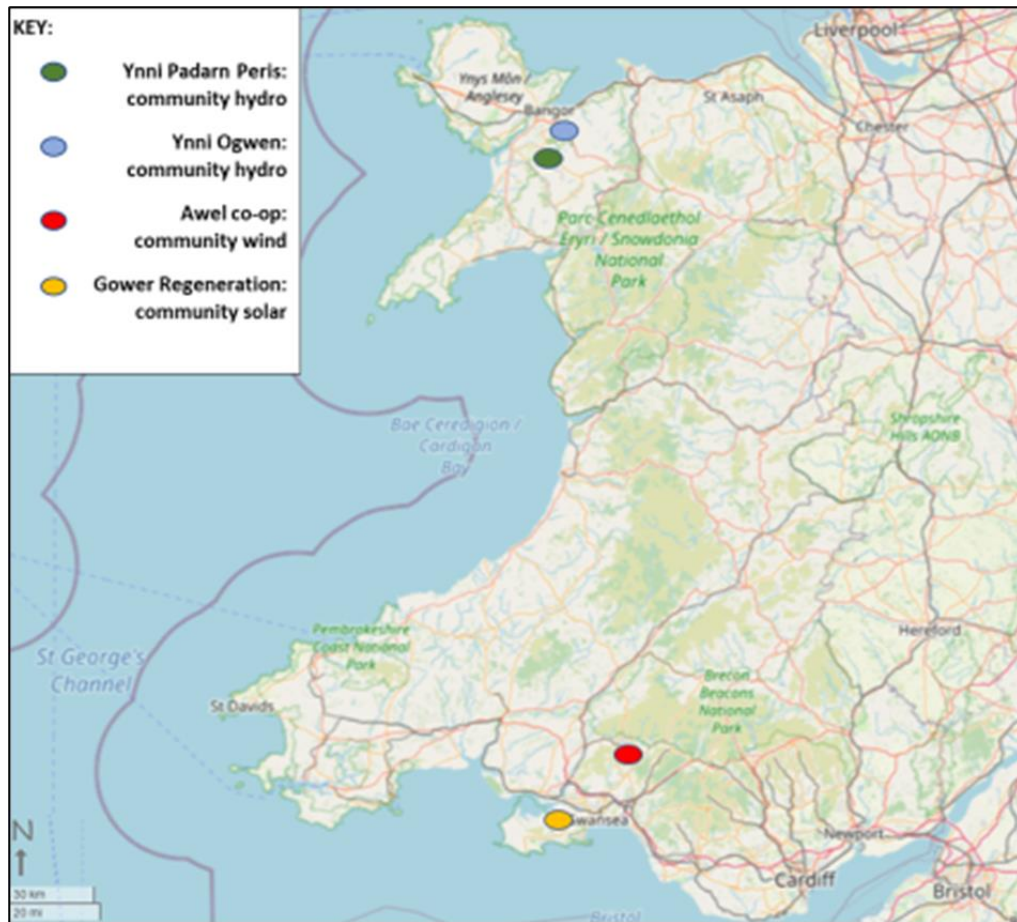 KEY:
Ynni Padarn Peris:
community hydro
Ynni Ogwen:
community hydro
Awel co-op:
community wind
Gower Regeneration:
community solar
Liverpool
Ynys Môn /
Anglesey
Bangor
St Asaph
Chester
Parc Cenedlaethol
Eryri / Snowdonia
National
Park
Bae Ceredigion /
Cardigan
Bay
Shropshire
Hills AONB
Pembrokeshire
Coast National
Park
Hereford
St George's
Channel
St Davids
Brecon
Beacons
National
Park
Swansea
Newport
Cardiff
Bristol
Bristol
N
30 km
20 mi